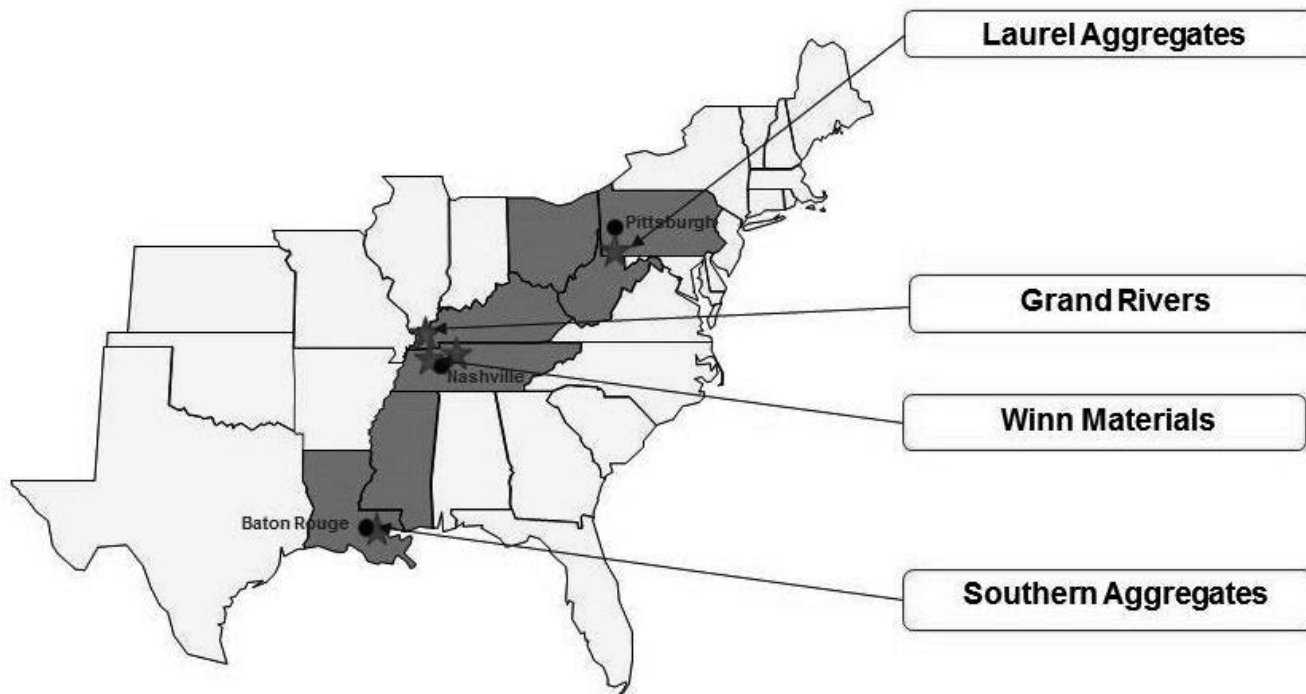 Laurel Aggregates
Pittsburgh
Grand Rivers
Nashville
Winn Materials
Baton Rouge
Southern Aggregates